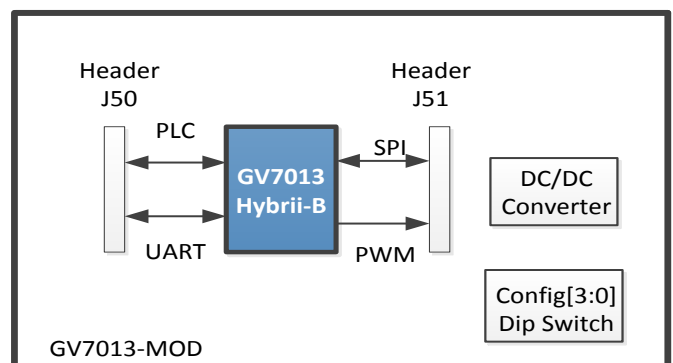 Header
J50
Header
J51
PLC
SPI
GV7013
Hybrii-B
UART
PWM
DC/DC
Converter
Config[3:0]
Dip Switch
GV7013-MOD